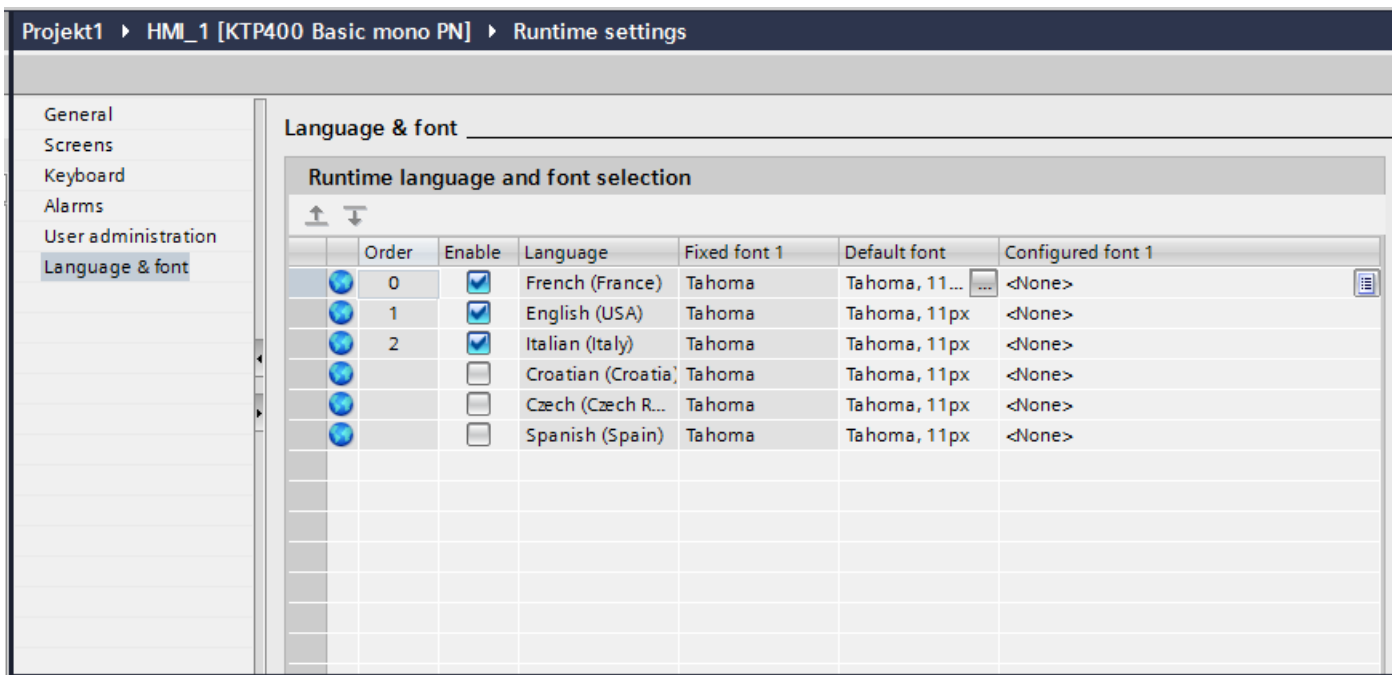 Projekt1 ▸ HMI_1 [KTP400 Basic mono PN] ▸ Runtime settings
General
Screens
Keyboard
Alarms
User administration
Language & font
Language & font
Runtime language and font selection
Order Enable Language Fixed font 1 Default font Configured font 1
0 French (France) Tahoma Tahoma, 11... ... <None>
1 English (USA) Tahoma Tahoma, 11px <None>
2 Italian (Italy) Tahoma Tahoma, 11px <None>
Croatian (Croatia) Tahoma Tahoma, 11px <None>
Czech (Czech R... Tahoma Tahoma, 11px <None>
Spanish (Spain) Tahoma Tahoma, 11px <None>